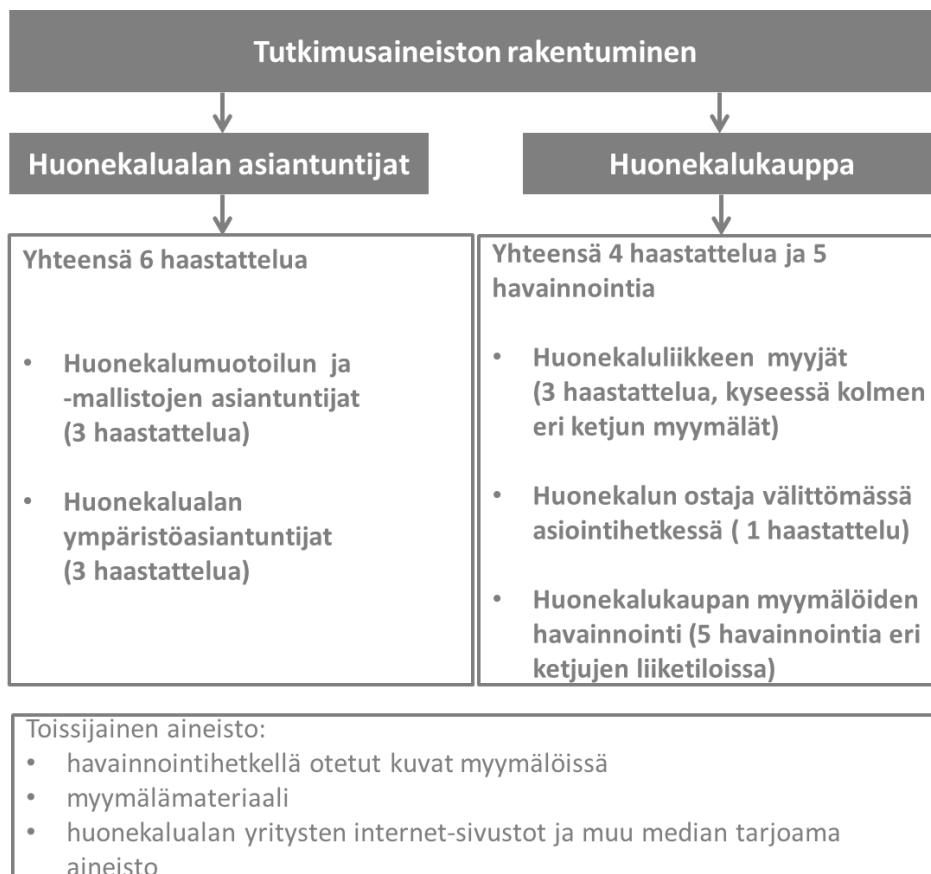 Tutkimusaineiston rakentuminen
Huonekalualan asiantuntijat
Yhteensä 6 haastattelua
• Huonekalumuotoilun ja
-mallistojen asiantuntijat
(3 haastattelua)
• Huonekalualan
ympäristöasiantuntijat
(3 haastattelua)
Huonekalukauppa
Yhteensä 4 haastattelua ja 5
havainnointia
• Huonekaluliikkeen myyjät
(3 haastattelua, kyseessä kolmen
eri ketjun myymälät)
• Huonekalun ostaja välittömässä
asiointihetkessä ( 1 haastattelu)
• Huonekalukaupan myymälöiden
havainnointi (5 havainnointia eri
ketjujen liiketiloissa)
Toissijainen aineisto:
• havainnointihetkellä otetut kuvat myymälöissä
• myymälämateriaali
• huonekalualan yritysten internet-sivustot ja muu median tarjoama
aineisto